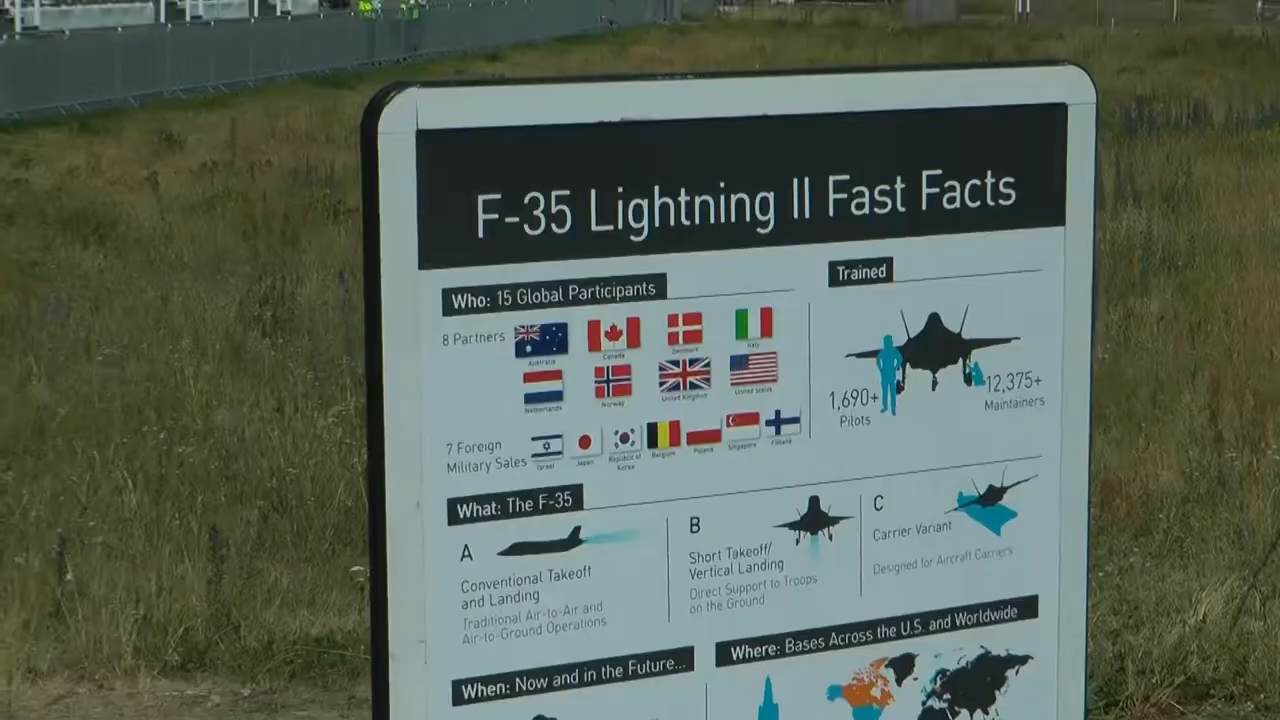 F-35 Lightning II Fast Facts
Who: 15 Global Participants
8 Partners
Australia
Canada
Denmark
Italy
Netherlands
Norway
United Kingdom
United States
7 Foreign
Military Sales
Israel
Japan
Republic of
Korea
Belgium
Poland
Singapore
Finland
Trained
1,690+
Pilots
12,375+
Maintainers
What: The F-35
A
Conventional Takeoff
and Landing
Traditional Air-to-Air and
Air-to-Ground Operations
B
Short Takeoff/
Vertical Landing
Direct Support to Troops
on the Ground
C
Carrier Variant
Designed for Aircraft Carriers
When: Now and in the Future...
Where: Bases Across the U.S. and Worldwide